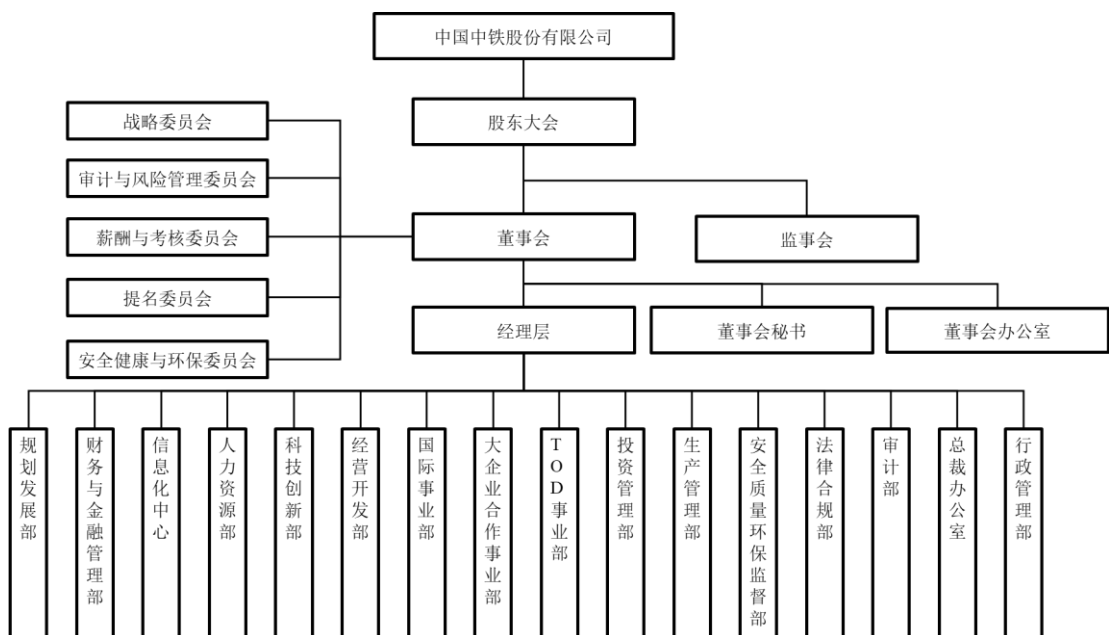 中国中铁股份有限公司
股东大会
战略委员会
审计与风险管理委员会
薪酬与考核委员会
提名委员会
安全健康与环保委员会
董事会
监事会
经理层
董事会秘书
董事会办公室
规划发展部
财务与金融管理部
信息化中心
人力资源部
科技创新部
经营开发部
国际事业部
大企业合作事业部
TOD事业部
投资管理部
生产管理部
安全质量环保监督部
法律合规部
审计部
总裁办公室
行政管理部